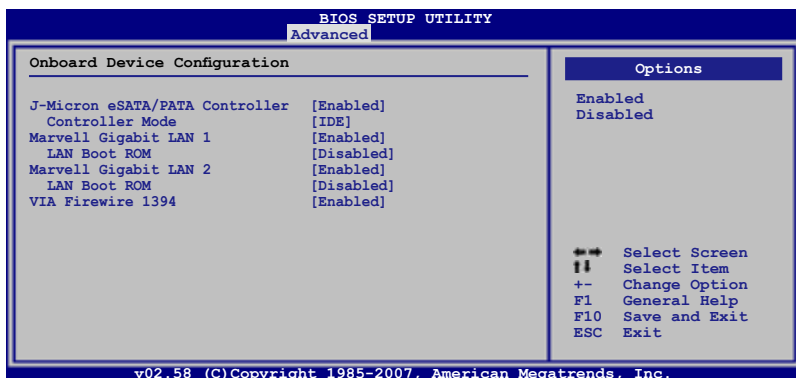 BIOS SETUP UTILITY
Advanced
Onboard Device Configuration
J-Micron eSATA/PATA Controller [Enabled]
Controller Mode [IDE]
Marvell Gigabit LAN 1 [Enabled]
LAN Boot ROM [Disabled]
Marvell Gigabit LAN 2 [Enabled]
LAN Boot ROM [Disabled]
VIA Firewire 1394 [Enabled]
Options
Enabled
Disabled
←→ Select Screen
↑↓ Select Item
+- Change Option
F1 General Help
F10 Save and Exit
ESC Exit
v02.58 (C)Copyright 1985-2007, American Megatrends, Inc.